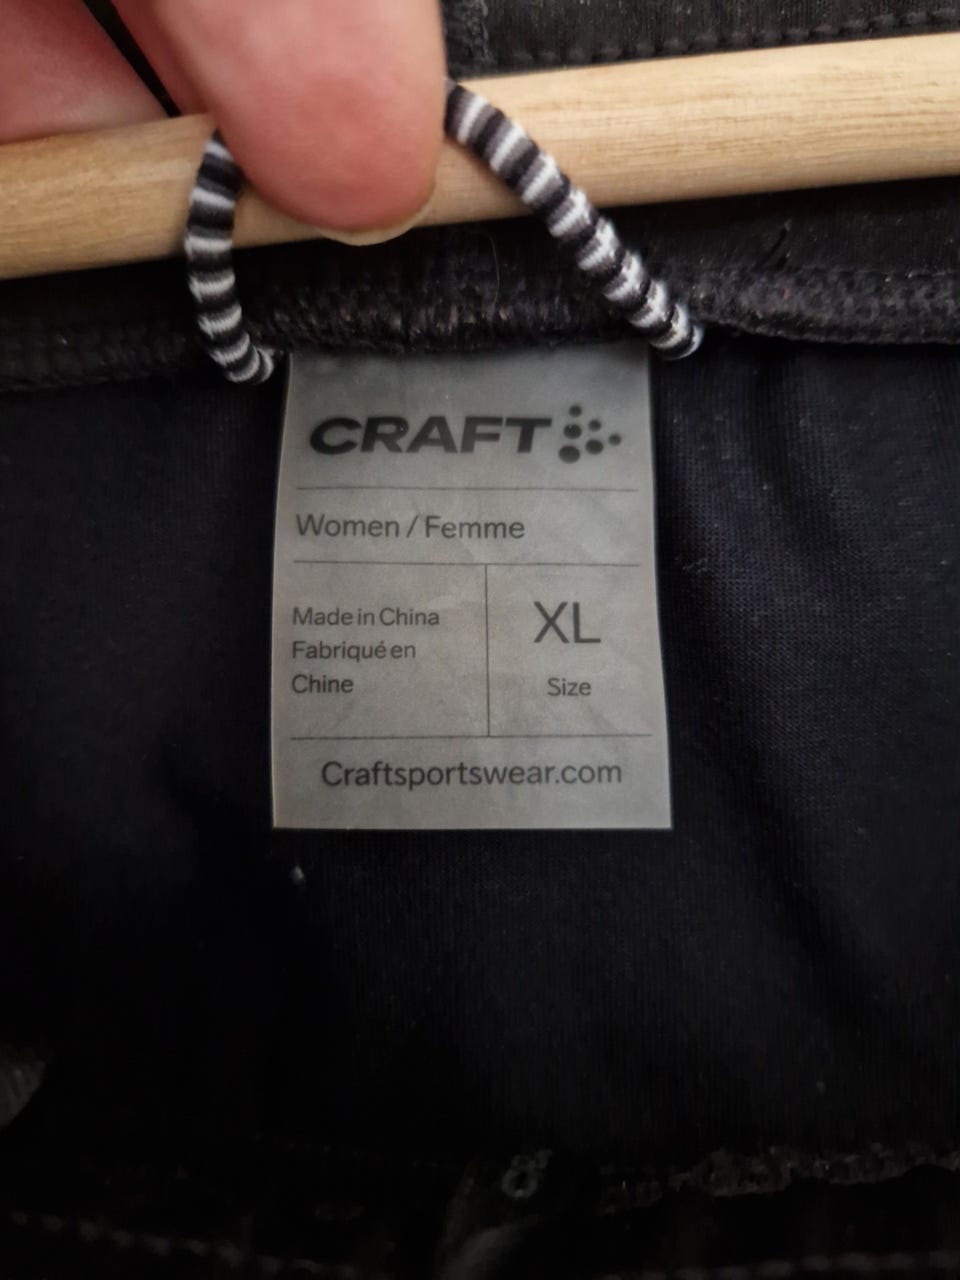 CRAFT
Women / Femme
Made in China
Fabriqué en
Chine
XL
Size
Craftsportswear.com